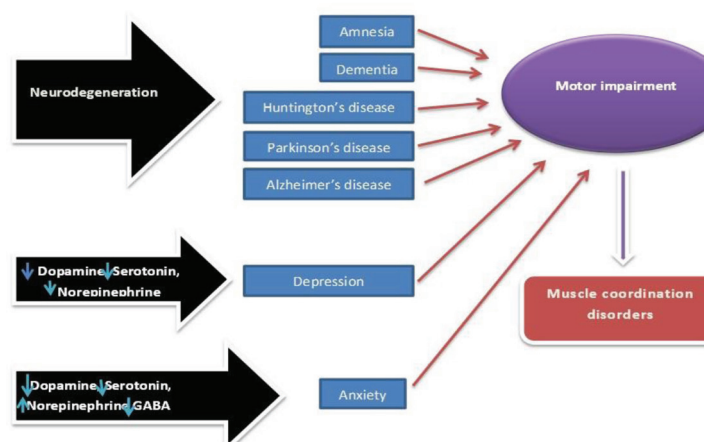 Amnesia
Dementia
Neurodegeneration
Motor impairment
Huntington's disease
Parkinson's disease
Alzheimer's disease
Dopamine, Serotonin,
Norepinephrine
Depression
Muscle coordination
disorders
Dopamine, Serotonin,
Norepinephrine, GABA
Anxiety